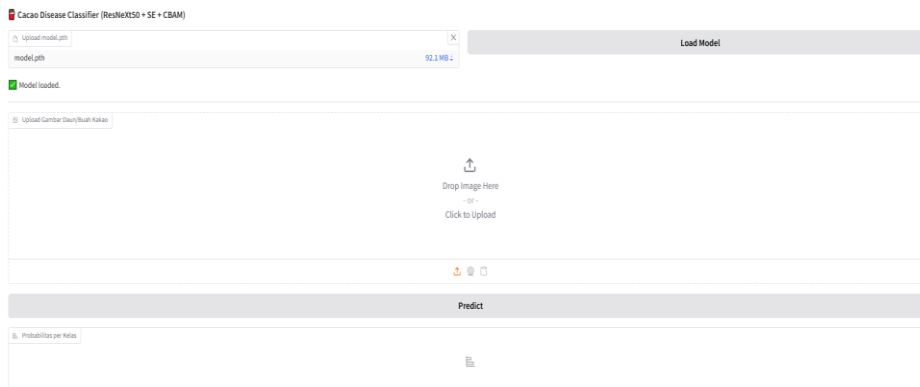 Cacao Disease Classifier (ResNeXt50 + SE + CBAM)
Upload model.pth
model.pth 92.1 MB ↓
Load Model
Model loaded.
Upload Gambar Daun/Buah Kakao
Drop Image Here
- or -
Click to Upload
Predict
Probabilitas per Kelas